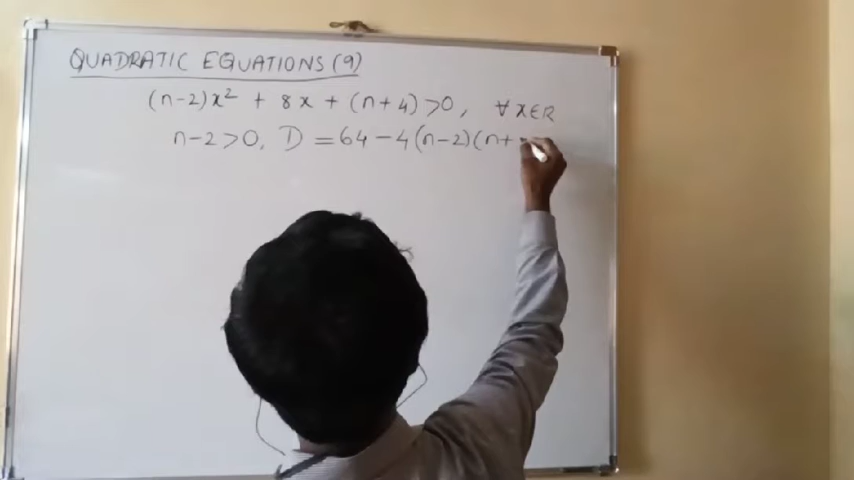 QUADRATIC EQUATIONS (9)
(n-2)x² + 8x + (n+4) >0, ∀ x∈R
n-2>0, D = 64-4(n-2)(n+